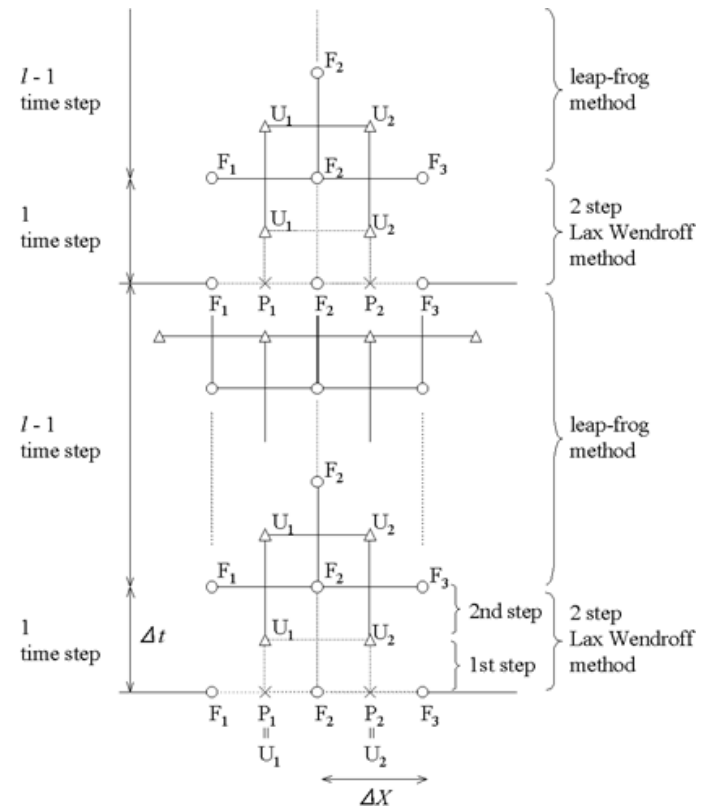 F₂
l - 1
time step
leap-frog
method
U₁ U₂
F₁ F₂ F₃
1
time step
2 step
Lax Wendroff
method
U₁ U₂
F₁ P₁ F₂ P₂ F₃
l - 1
time step
leap-frog
method
F₂
U₁ U₂
F₁ F₂ F₃
1
time step
Δt
2nd step
2 step
Lax Wendroff
method
U₁ U₂
1st step
F₁ P₁ F₂ P₂ F₃
= =
U₁ U₂
ΔX